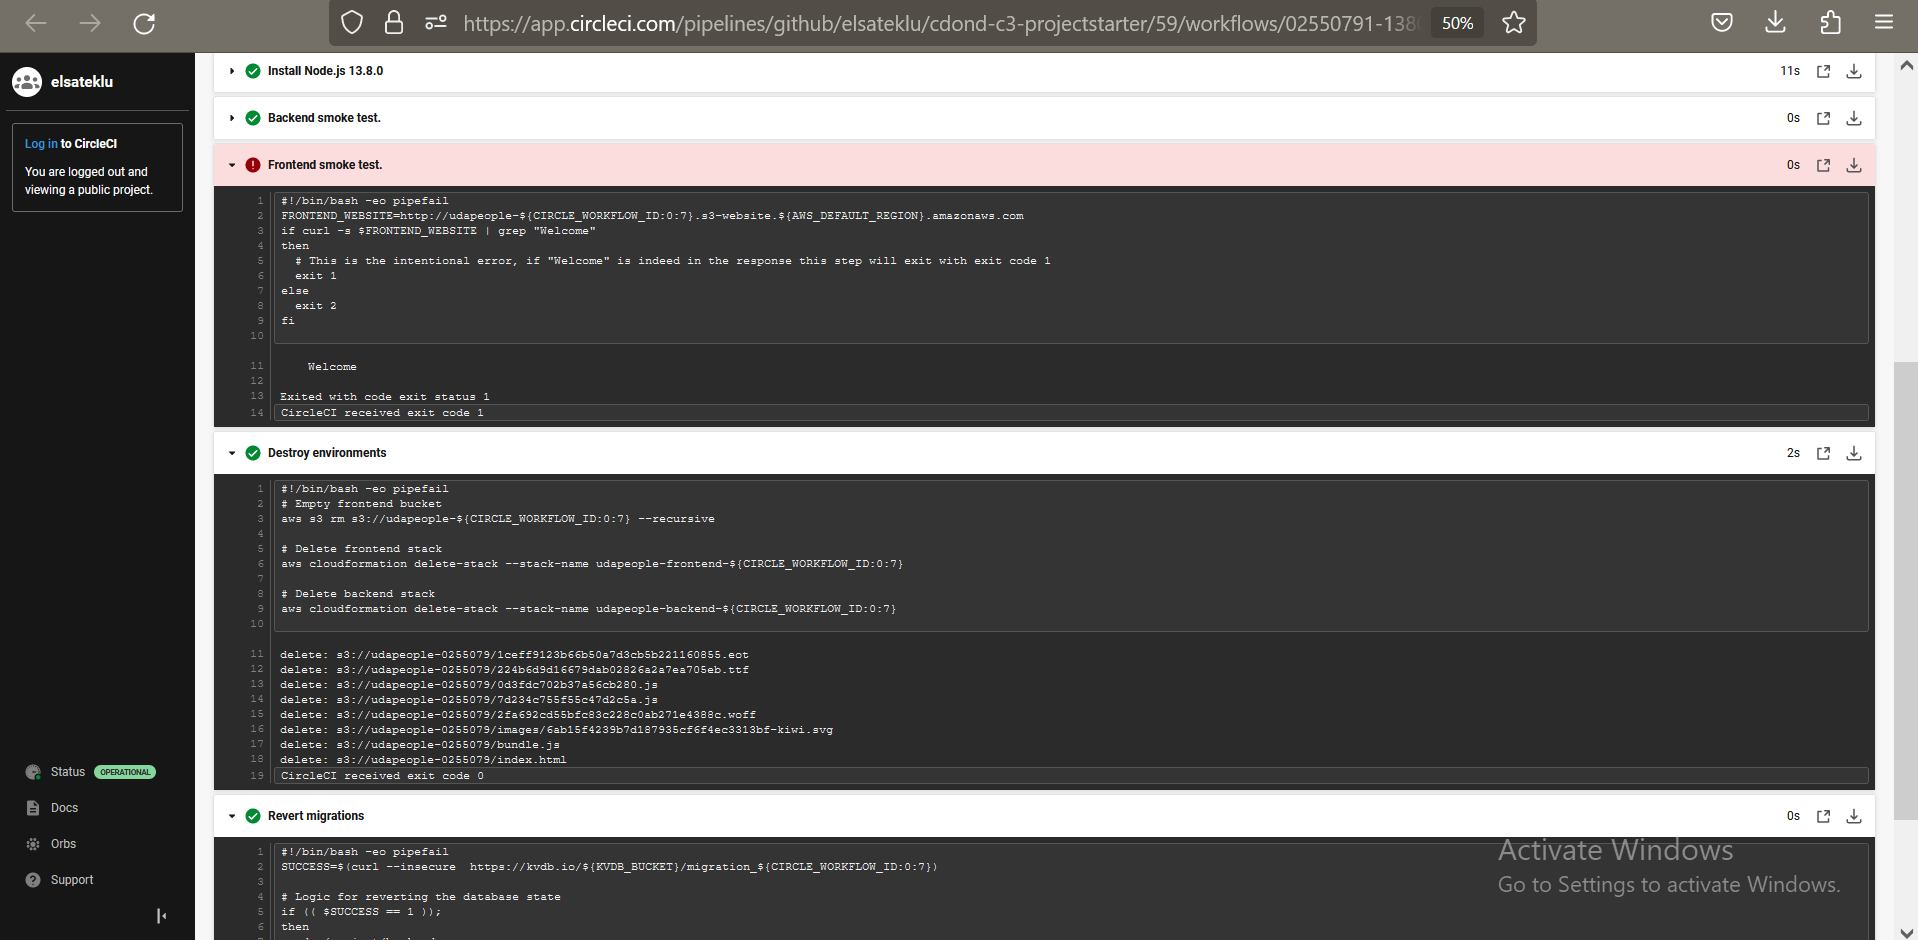 https://app.circleci.com/pipelines/github/elsateklu/cdond-c3-projectstarter/59/workflows/02550791-138
50%
elsateklu
Log in to CircleCI
You are logged out and
viewing a public project.
Status OPERATIONAL
Docs
Orbs
Support
Install Node.js 13.8.0
11s
Backend smoke test.
0s
Frontend smoke test.
0s
1 #!/bin/bash -eo pipefail
2 FRONTEND_WEBSITE=http://udapeople-${CIRCLE_WORKFLOW_ID:0:7}.s3-website.${AWS_DEFAULT_REGION}.amazonaws.com
3 if curl -s $FRONTEND_WEBSITE | grep "Welcome"
4 then
5 # This is the intentional error, if "Welcome" is indeed in the response this step will exit with exit code 1
6 exit 1
7 else
8 exit 2
9 fi
10
11 Welcome
12
13 Exited with code exit status 1
14 CircleCI received exit code 1
Destroy environments
2s
1 #!/bin/bash -eo pipefail
2 # Empty frontend bucket
3 aws s3 rm s3://udapeople-${CIRCLE_WORKFLOW_ID:0:7} --recursive
4
5 # Delete frontend stack
6 aws cloudformation delete-stack --stack-name udapeople-frontend-${CIRCLE_WORKFLOW_ID:0:7}
7
8 # Delete backend stack
9 aws cloudformation delete-stack --stack-name udapeople-backend-${CIRCLE_WORKFLOW_ID:0:7}
10
11 delete: s3://udapeople-0255079/1ceff9123b66b50a7d3cb5b221160855.eot
12 delete: s3://udapeople-0255079/224b6d9d16679dab02826a2a7ea705eb.ttf
13 delete: s3://udapeople-0255079/0d3fdc702b37a56cb280.js
14 delete: s3://udapeople-0255079/7d234c755f55c47d2c5a.js
15 delete: s3://udapeople-0255079/2fa692cd55bfc83c228c0ab271e4388c.woff
16 delete: s3://udapeople-0255079/images/6ab15f4239b7d187935cf6f4ec3313bf-kiwi.svg
17 delete: s3://udapeople-0255079/bundle.js
18 delete: s3://udapeople-0255079/index.html
19 CircleCI received exit code 0
Revert migrations
0s
1 #!/bin/bash -eo pipefail
2 SUCCESS=$(curl --insecure https://kvdb.io/${KVDB_BUCKET}/migration_${CIRCLE_WORKFLOW_ID:0:7})
3
4 # Logic for reverting the database state
5 if (( $SUCCESS == 1 ));
6 then
Activate Windows
Go to Settings to activate Windows.